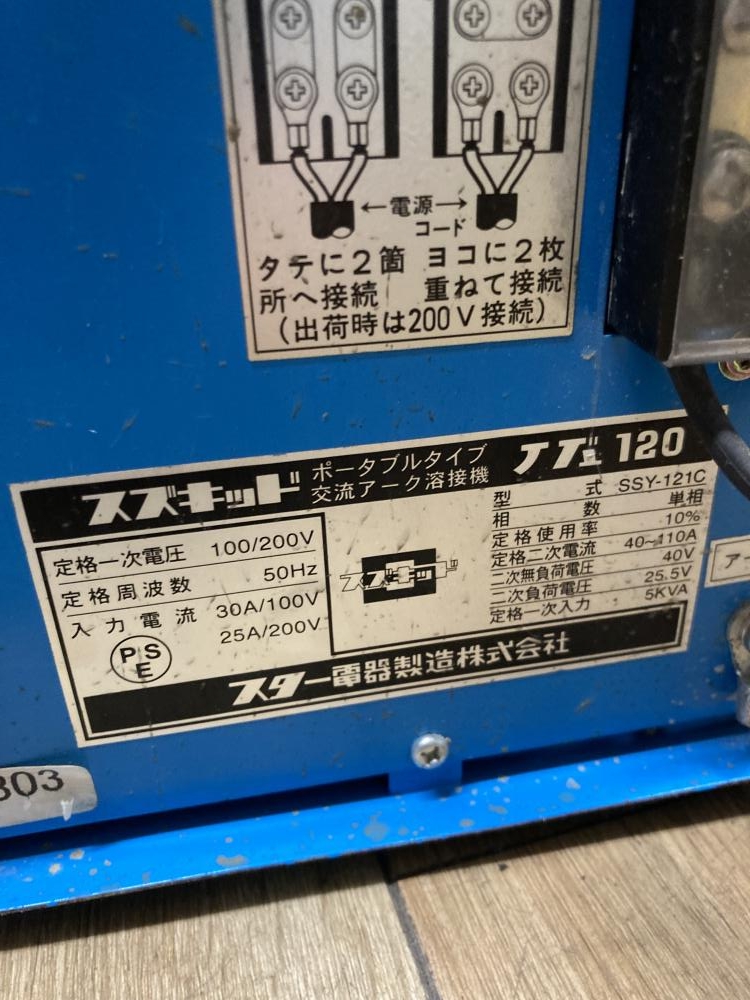 ←電源→
コード
タテに2箇 ヨコに2枚
所へ接続 重ねて接続
(出荷時は200V接続)
スズキッド ポータブルタイプ
交流アーク溶接機
120
定格一次電圧 100/200V
定格周波数 50Hz
入力電流 30A/100V
25A/200V
PSE
スズキッド
型式 SSY-121C
相数 単相
定格使用率 10%
定格二次電流 40~110A
二次無負荷電圧 40V
二次負荷電圧 25.5V
定格一次入力 5KVA
スター電器製造株式会社
アー
303